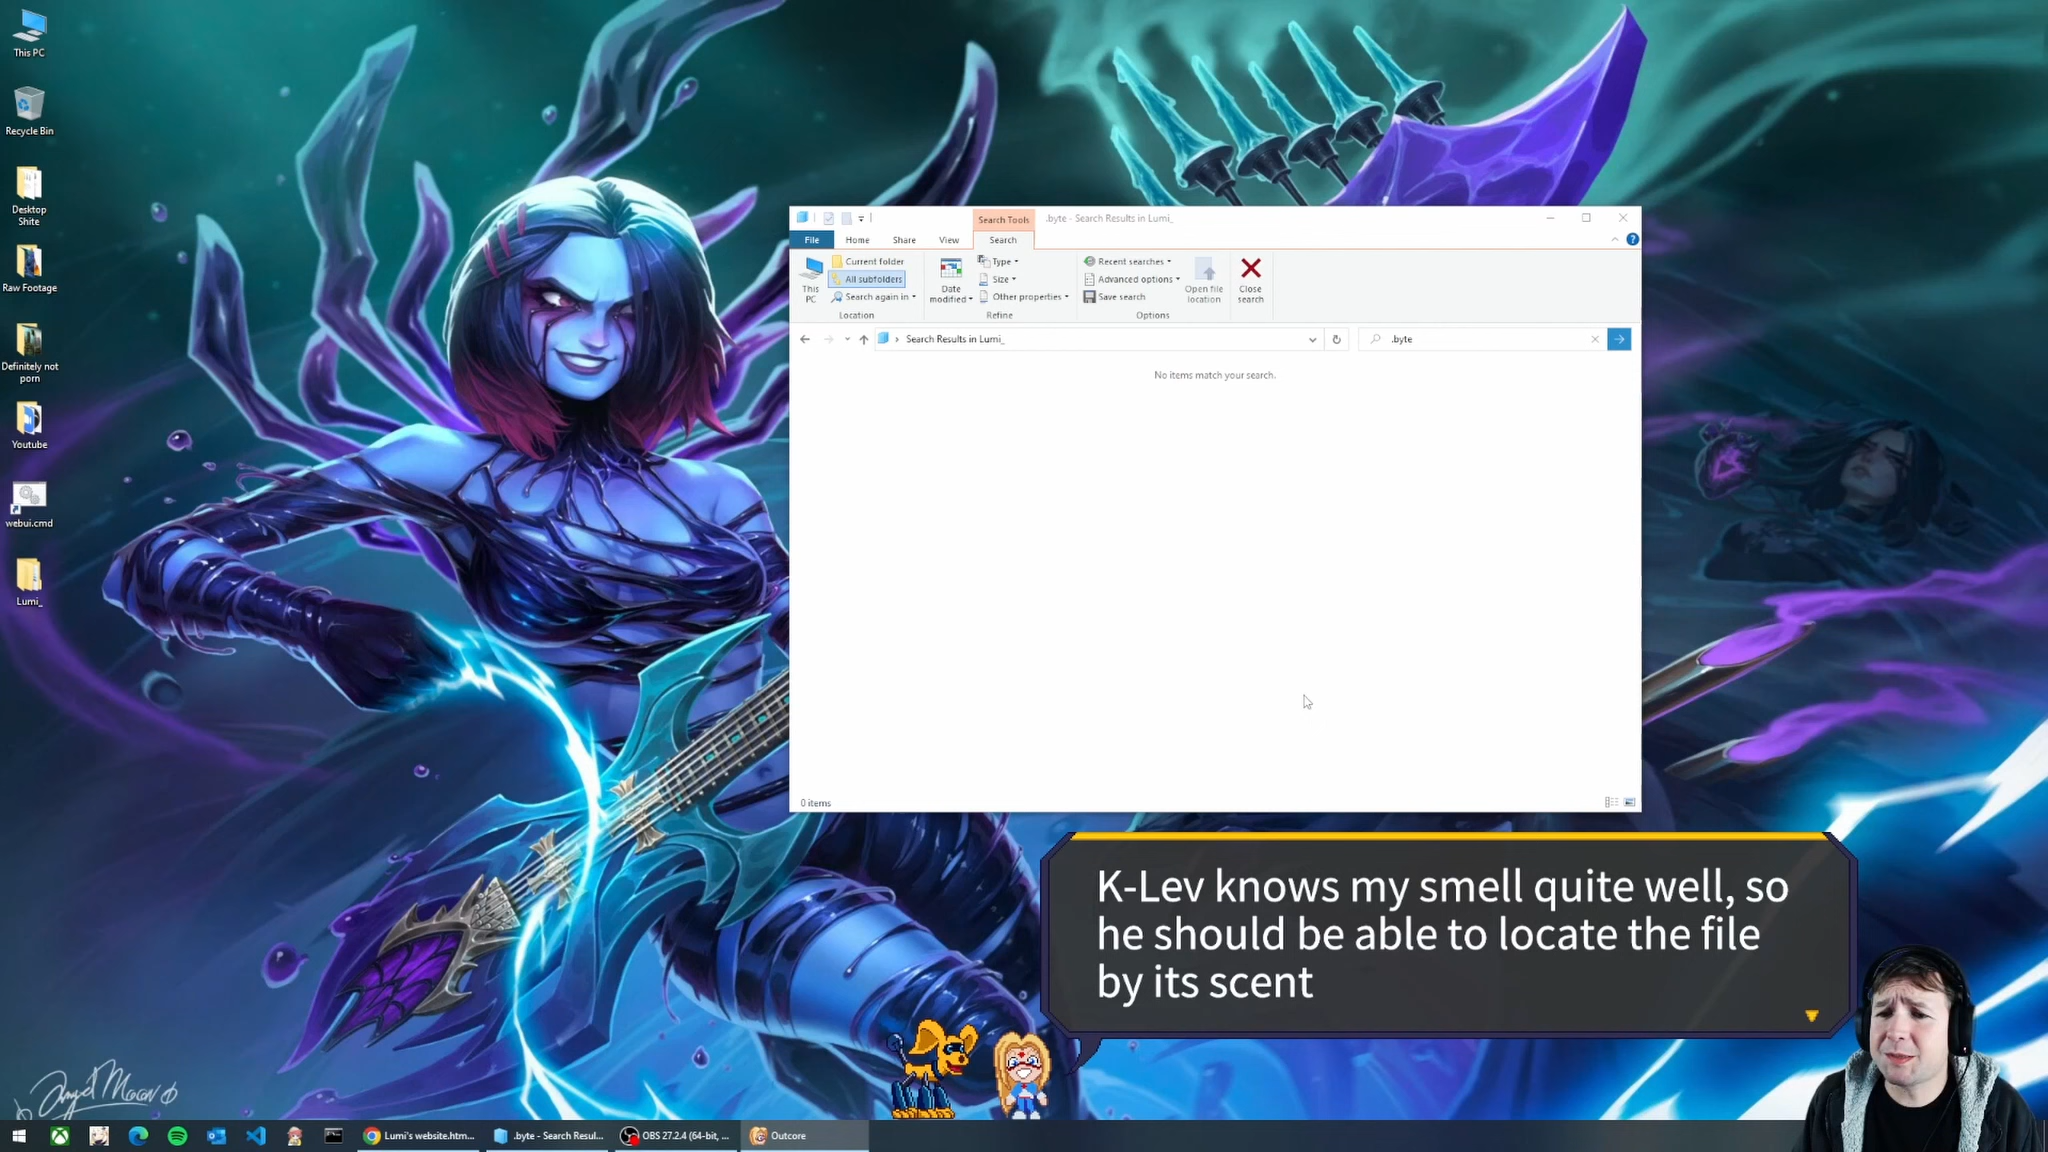 This PC
Recycle Bin
Desktop
Shite
Raw Footage
Definitely not
porn
Youtube
webui.cmd
Lumi_
Search Tools
.byte - Search Results in Lumi_
File
Home
Share
View
Search
This
PC
Current folder
All subfolders
Search again in
Location
Date
modified
Type
Size
Other properties
Refine
Recent searches
Advanced options
Save search
Options
Open file
location
Close
search
Search Results in Lumi_
.byte
No items match your search.
0 items
K-Lev knows my smell quite well, so
he should be able to locate the file
by its scent
Lumi's website.htm...
.byte - Search Resul...
OBS 27.2.4 (64-bit, ...
Outcore